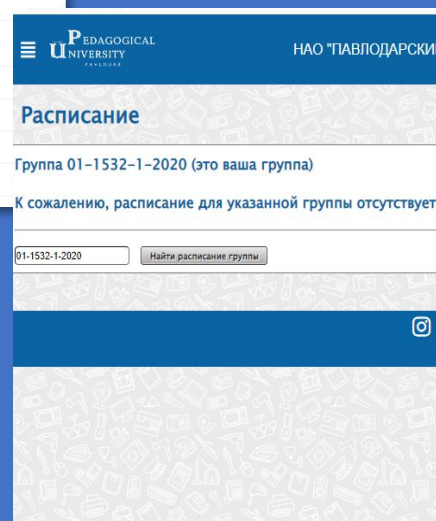 PEDAGOGICAL
UNIVERSITY
PAVLODAR
НАО "ПАВЛОДАРСКИ
Расписание
Группа 01-1532-1-2020 (это ваша группа)
К сожалению, расписание для указанной группы отсутствует
01-1532-1-2020
Найти расписание группы